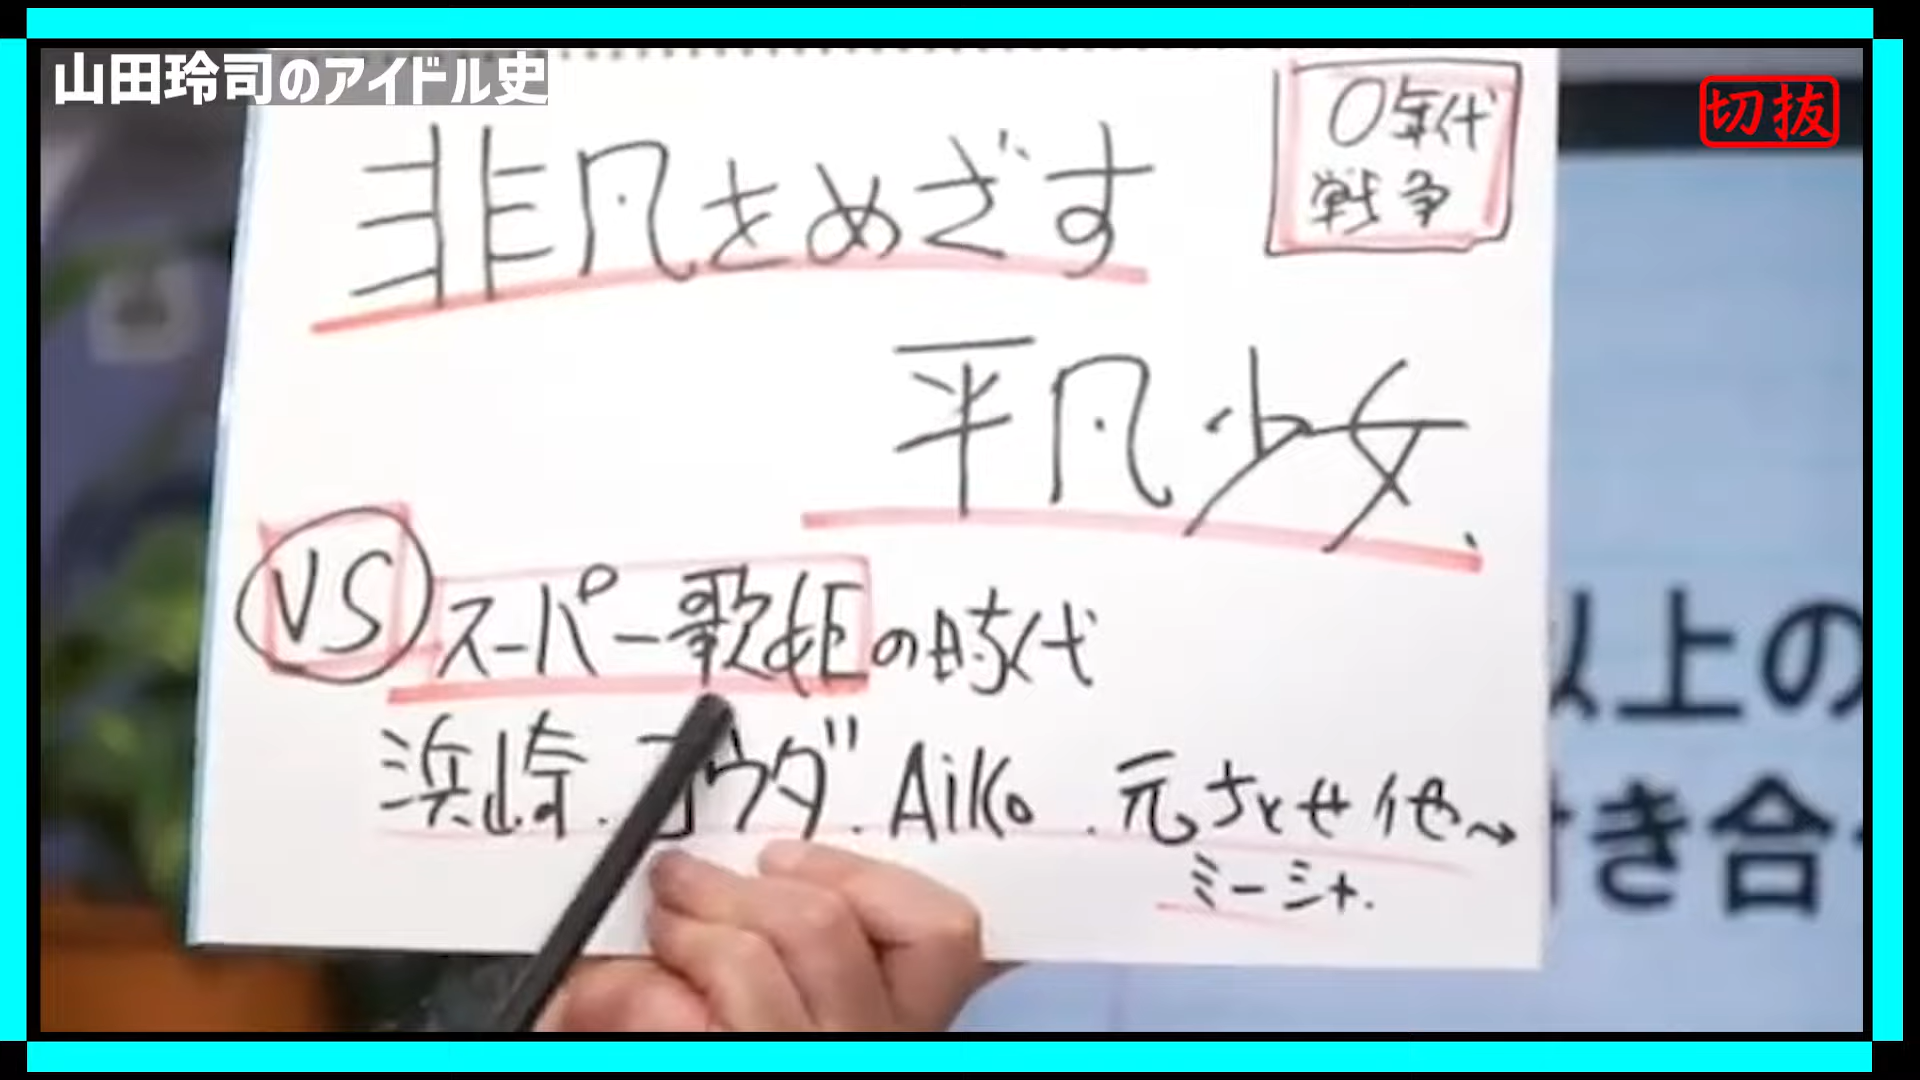 山田玲司のアイドル史
切抜
0年代
戦争
非凡をめざす
平凡少女、
VS スーパー歌姫の時代
浜崎.コウダ.Aiko.元ちとせ他→
ミーシャ.
以上の
き合